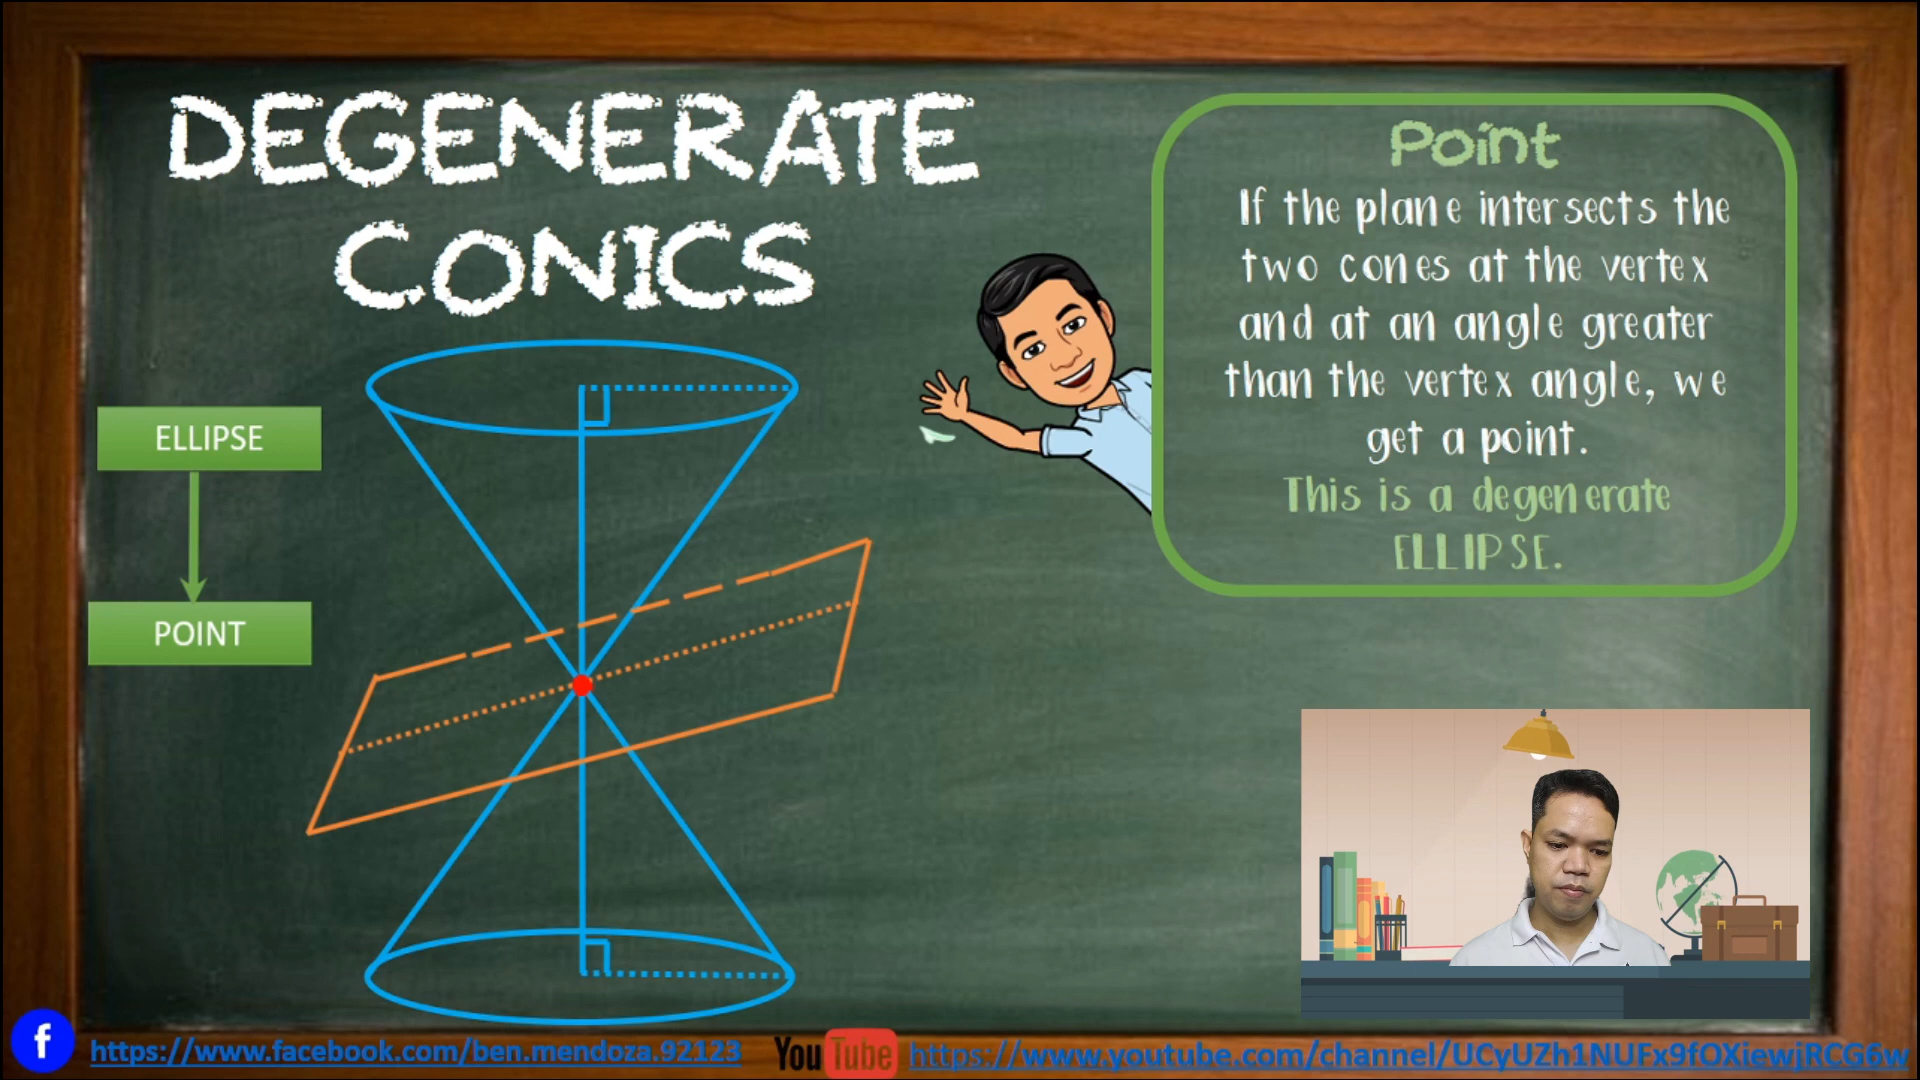 DEGENERATE
CONICS
Point
If the plane intersects the
two cones at the vertex
and at an angle greater
than the vertex angle, we
get a point.
This is a degenerate
ELLIPSE.
ELLIPSE
POINT
f
https://www.facebook.com/ben.mendoza.92123
YouTube
https://www.youtube.com/channel/UCyUZh1NUFx9fOXiewjRCG6w